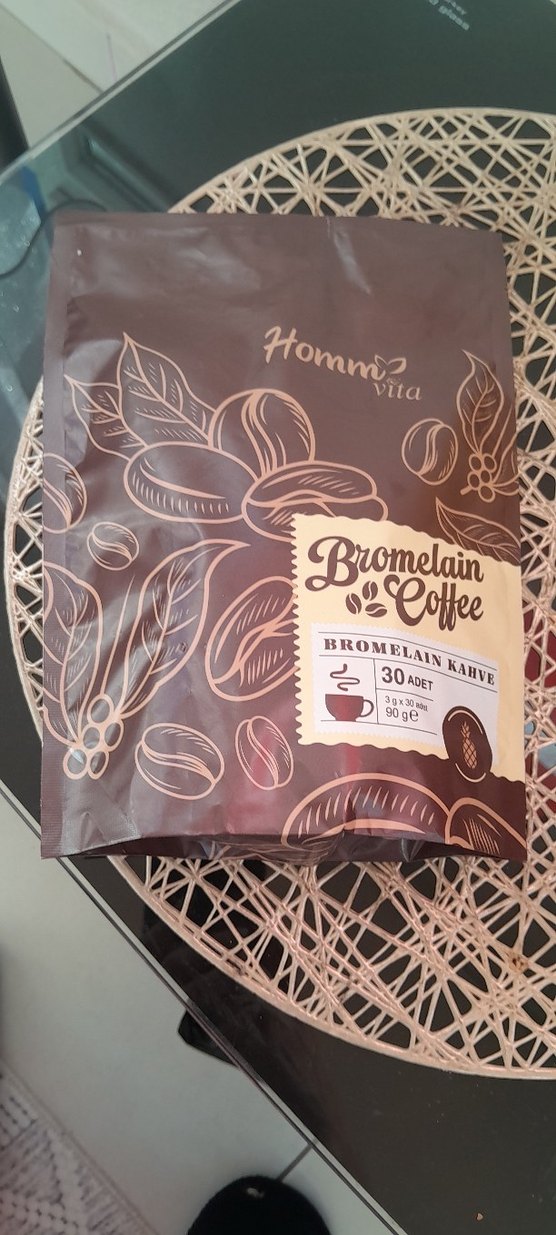 Homm
vita
Bromelain
Coffee
BROMELAIN KAHVE
30 ADET
3 g x 30 adet
90 g℮